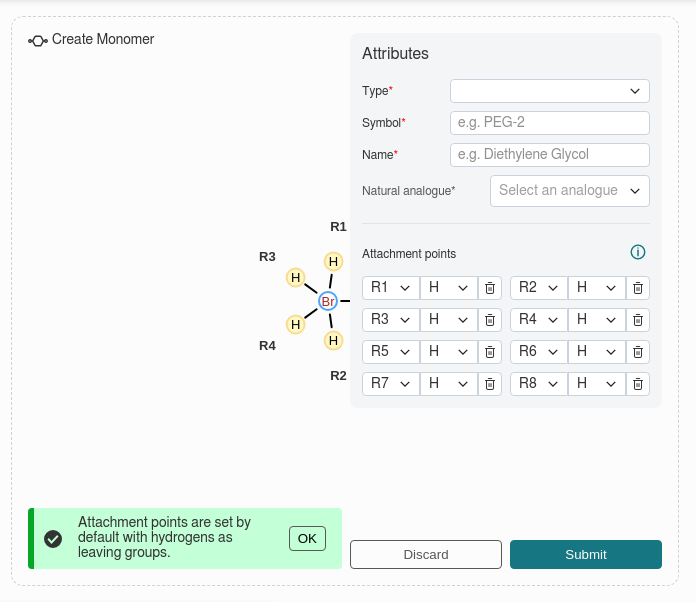 Create Monomer
Attributes
Type*
Symbol* e.g. PEG-2
Name* e.g. Diethylene Glycol
Natural analogue* Select an analogue
R1
R3 H H
Br
H H
R4
R2
Attachment points
R1 H R2 H
R3 H R4 H
R5 H R6 H
R7 H R8 H
Attachment points are set by
default with hydrogens as
leaving groups.
OK
Discard Submit